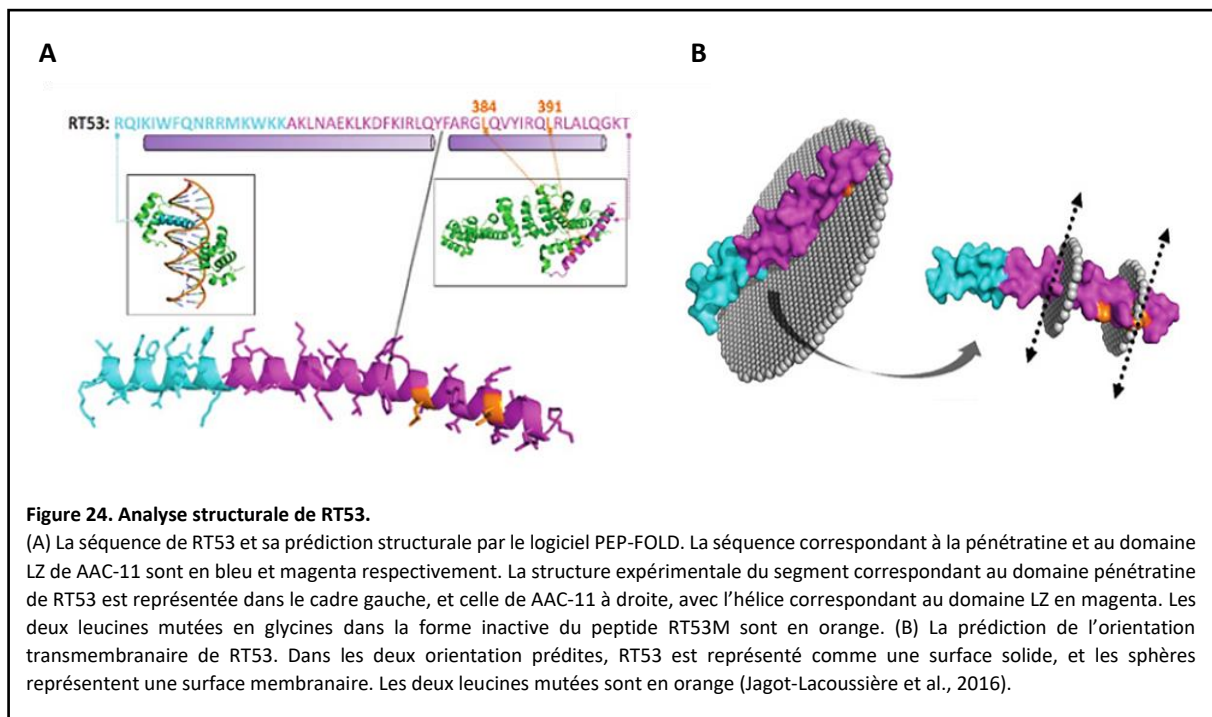 A
B
384 391
RT53: RQIKIWFQNRRMKWKKAKLNAEKLKDFKIRLQYFARGLQVYIRQLRLALQGKT
Figure 24. Analyse structurale de RT53.
(A) La séquence de RT53 et sa prédiction structurale par le logiciel PEP-FOLD. La séquence correspondant à la pénétratine et au domaine
LZ de AAC-11 sont en bleu et magenta respectivement. La structure expérimentale du segment correspondant au domaine pénétratine
de RT53 est représentée dans le cadre gauche, et celle de AAC-11 à droite, avec l’hélice correspondant au domaine LZ en magenta. Les
deux leucines mutées en glycines dans la forme inactive du peptide RT53M sont en orange. (B) La prédiction de l’orientation
transmembranaire de RT53. Dans les deux orientation prédites, RT53 est représenté comme une surface solide, et les sphères
représentent une surface membranaire. Les deux leucines mutées sont en orange (Jagot-Lacoussière et al., 2016).